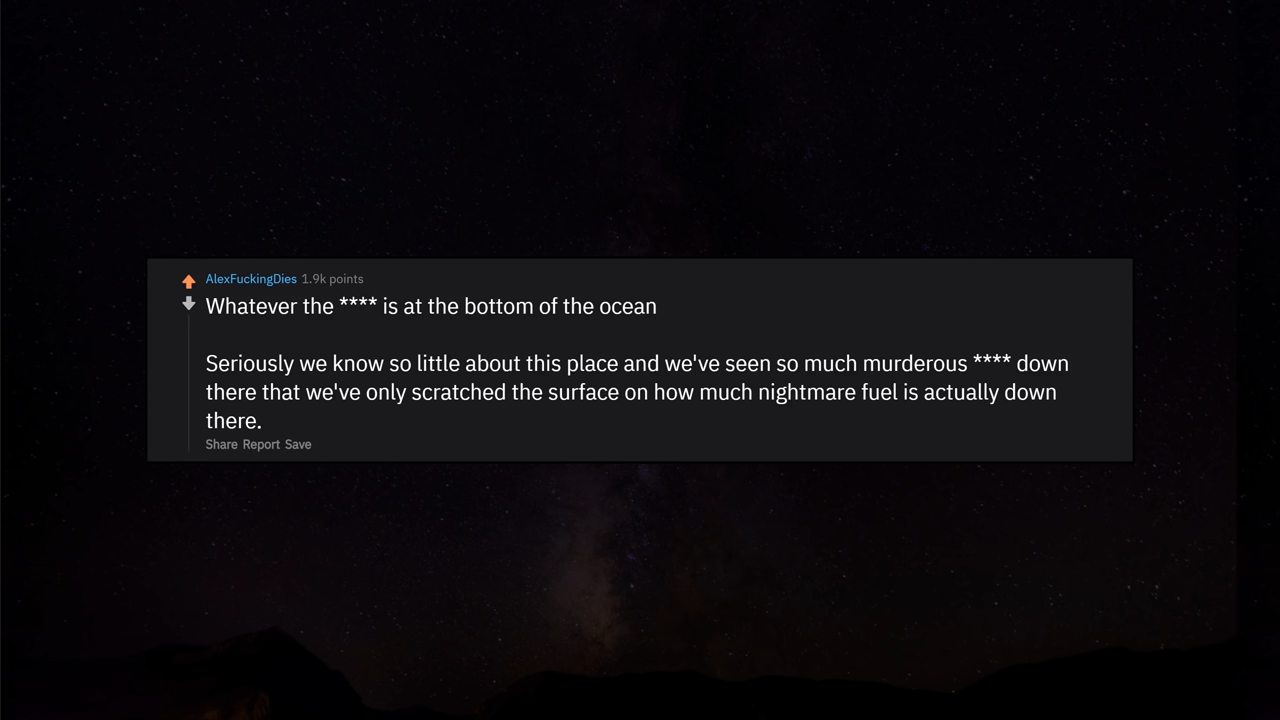 AlexFuckingDies 1.9k points
Whatever the **** is at the bottom of the ocean
Seriously we know so little about this place and we've seen so much murderous **** down
there that we've only scratched the surface on how much nightmare fuel is actually down
there.
Share Report Save